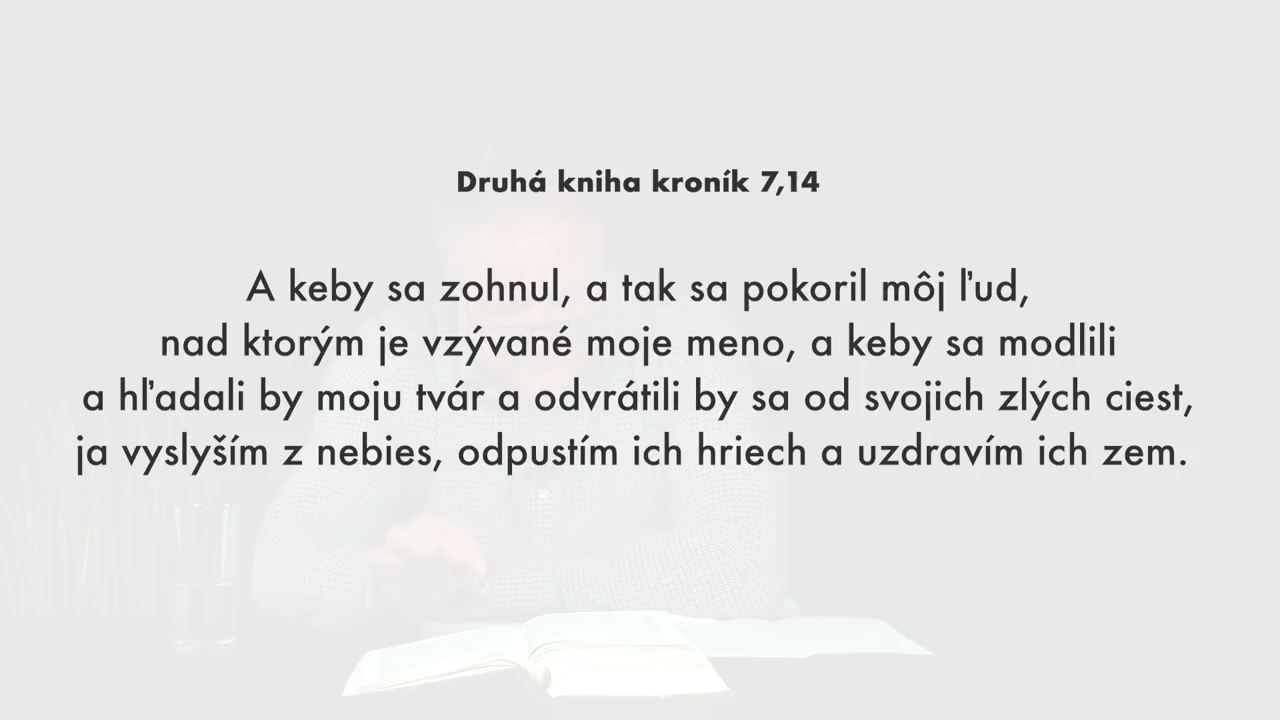 Druhá kniha kroník 7,14
A keby sa zohnul, a tak sa pokoril môj ľud,
nad ktorým je vzývané moje meno, a keby sa modlili
a hľadali by moju tvár a odvrátili by sa od svojich zlých ciest,
ja vyslyším z nebies, odpustím ich hriech a uzdravím ich zem.